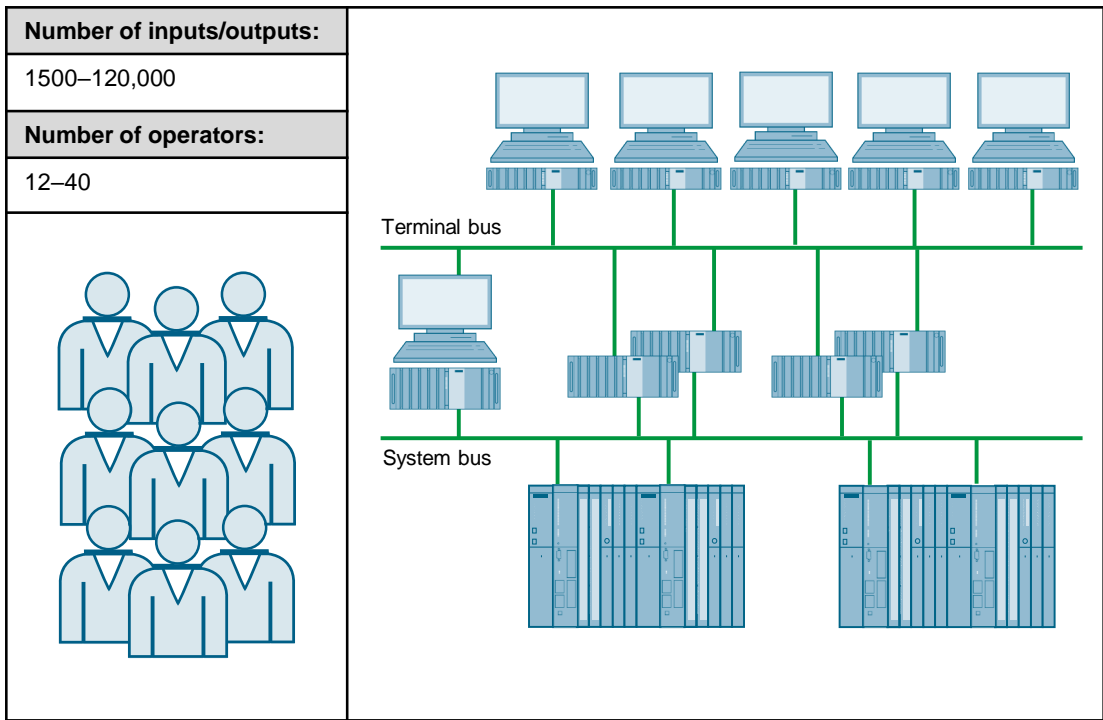 Number of inputs/outputs:
1500–120,000
Number of operators:
12–40
Terminal bus
System bus